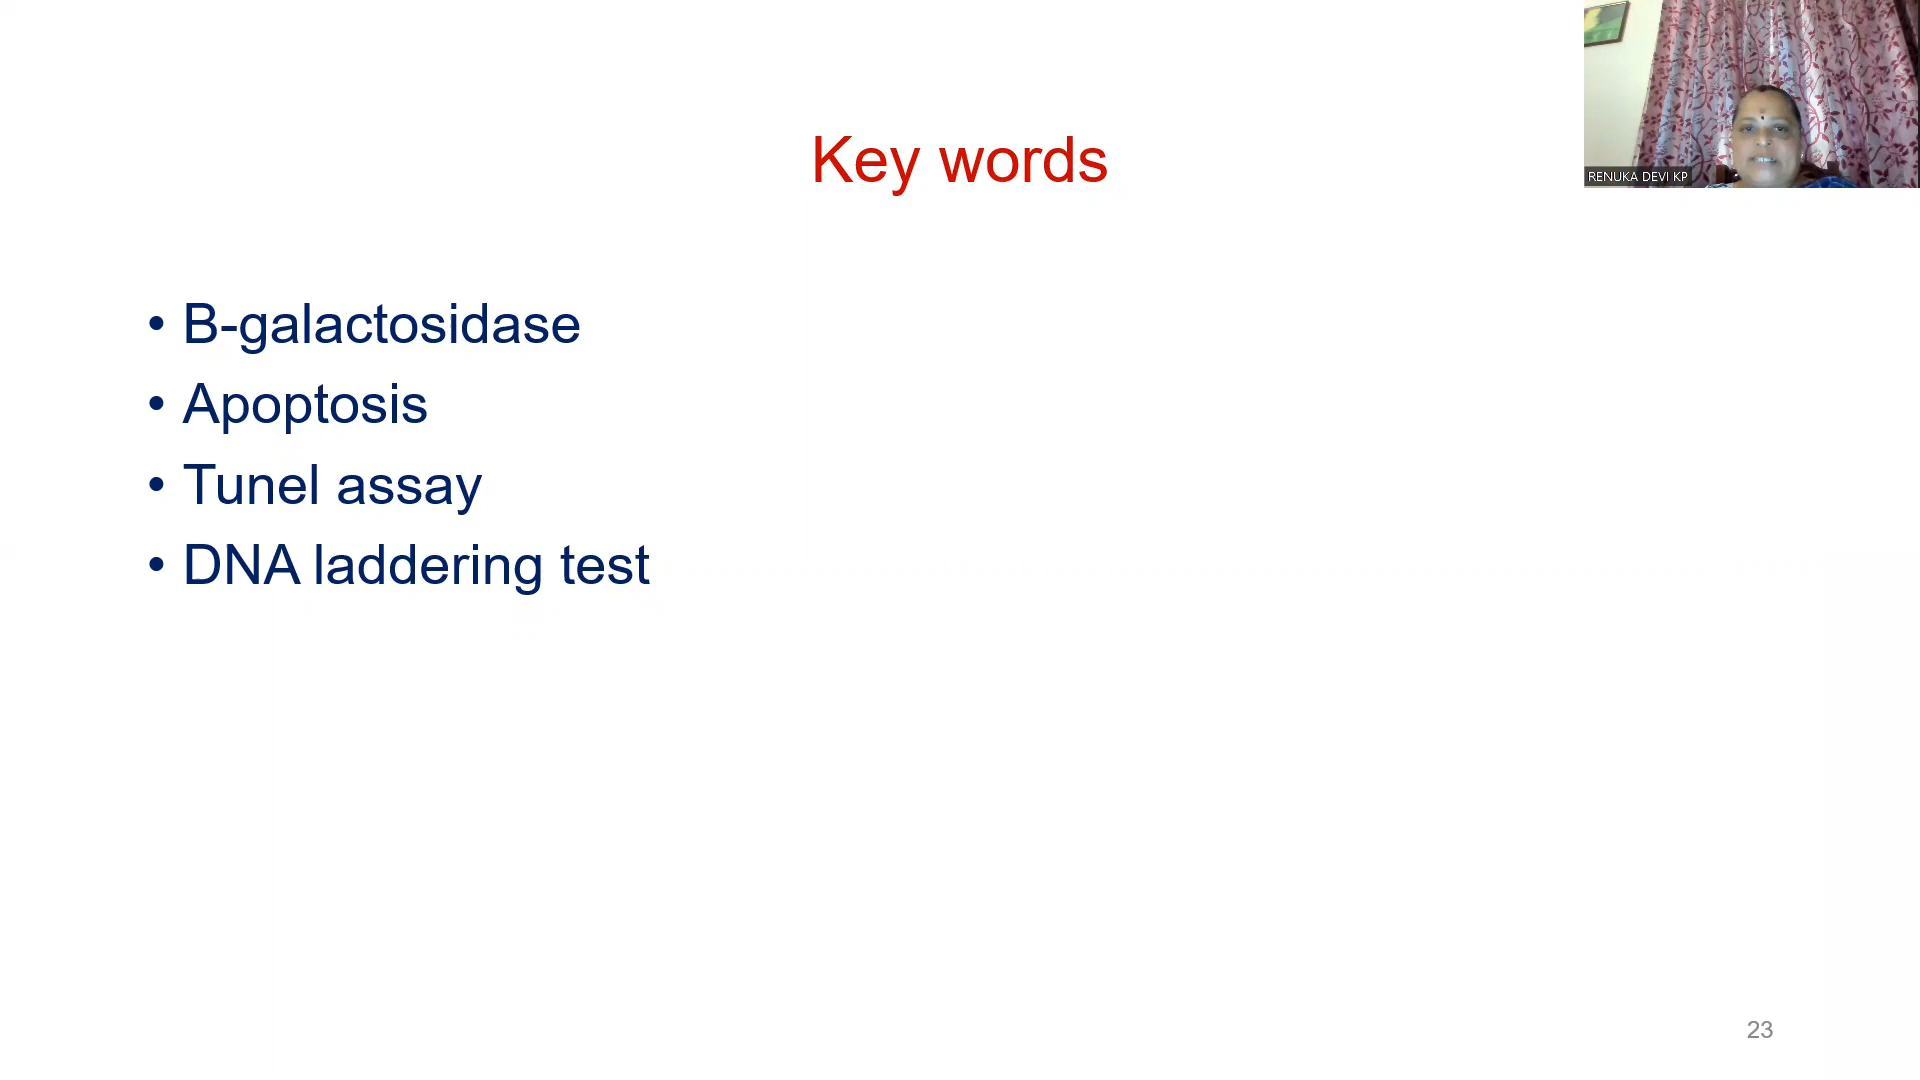 RENUKA DEVI KP
Key words
• B-galactosidase
• Apoptosis
• Tunel assay
• DNA laddering test
23